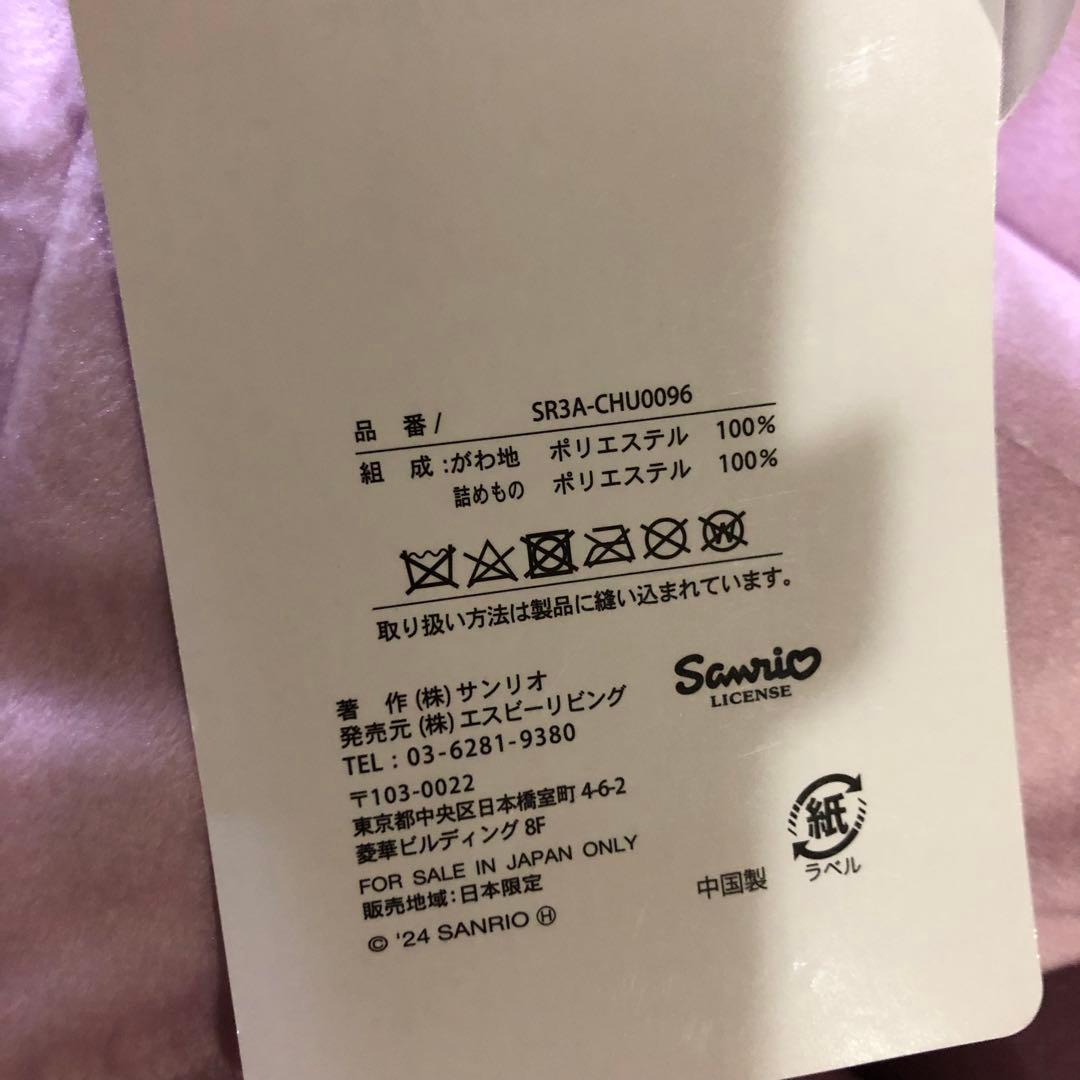 品 番/ SR3A-CHU0096
組 成:がわ地 ポリエステル 100%
詰めもの ポリエステル 100%
W
取り扱い方法は製品に縫い込まれています。
Sanrio
LICENSE
著 作(株)サンリオ
発売元(株)エスビーリビング
TEL : 03-6281-9380
〒103-0022
東京都中央区日本橋室町 4-6-2
菱華ビルディング 8F
FOR SALE IN JAPAN ONLY
販売地域:日本限定
© '24 SANRIO Ⓗ
中国製
紙
ラベル